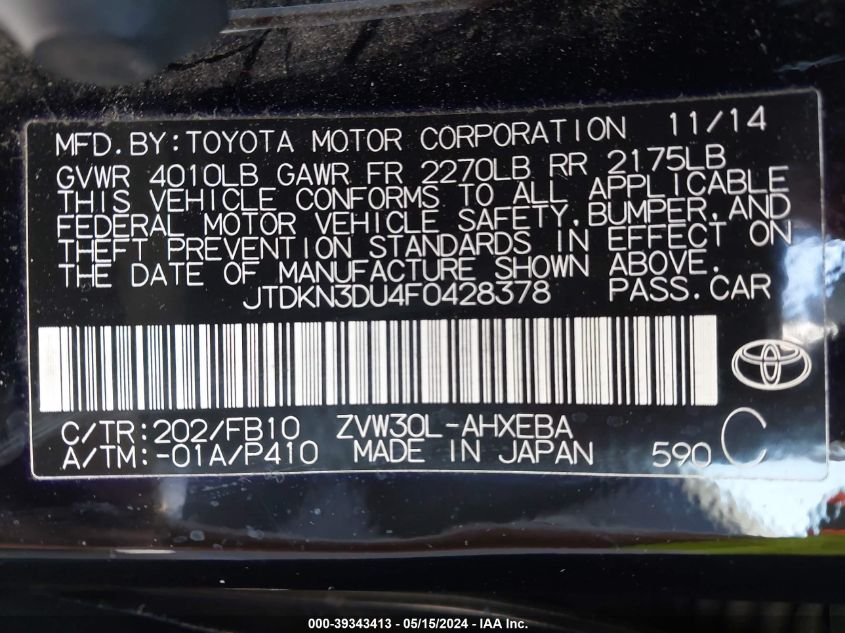 MFD.BY:TOYOTA MOTOR CORPORATION 11/14
GVWR 4010LB GAWR FR 2270LB RR 2175LB
THIS VEHICLE CONFORMS TO ALL APPLICABLE
FEDERAL MOTOR VEHICLE SAFETY,BUMPER,AND
THEFT PREVENTION STANDARDS IN EFFECT ON
THE DATE OF MANUFACTURE SHOWN ABOVE.
JTDKN3DU4F0428378 PASS.CAR
C/TR:202/FB10 ZVW30L-AHXEBA
A/TM:-01A/P410 MADE IN JAPAN 590 C
000-39343413 - 05/15/2024 - IAA Inc.